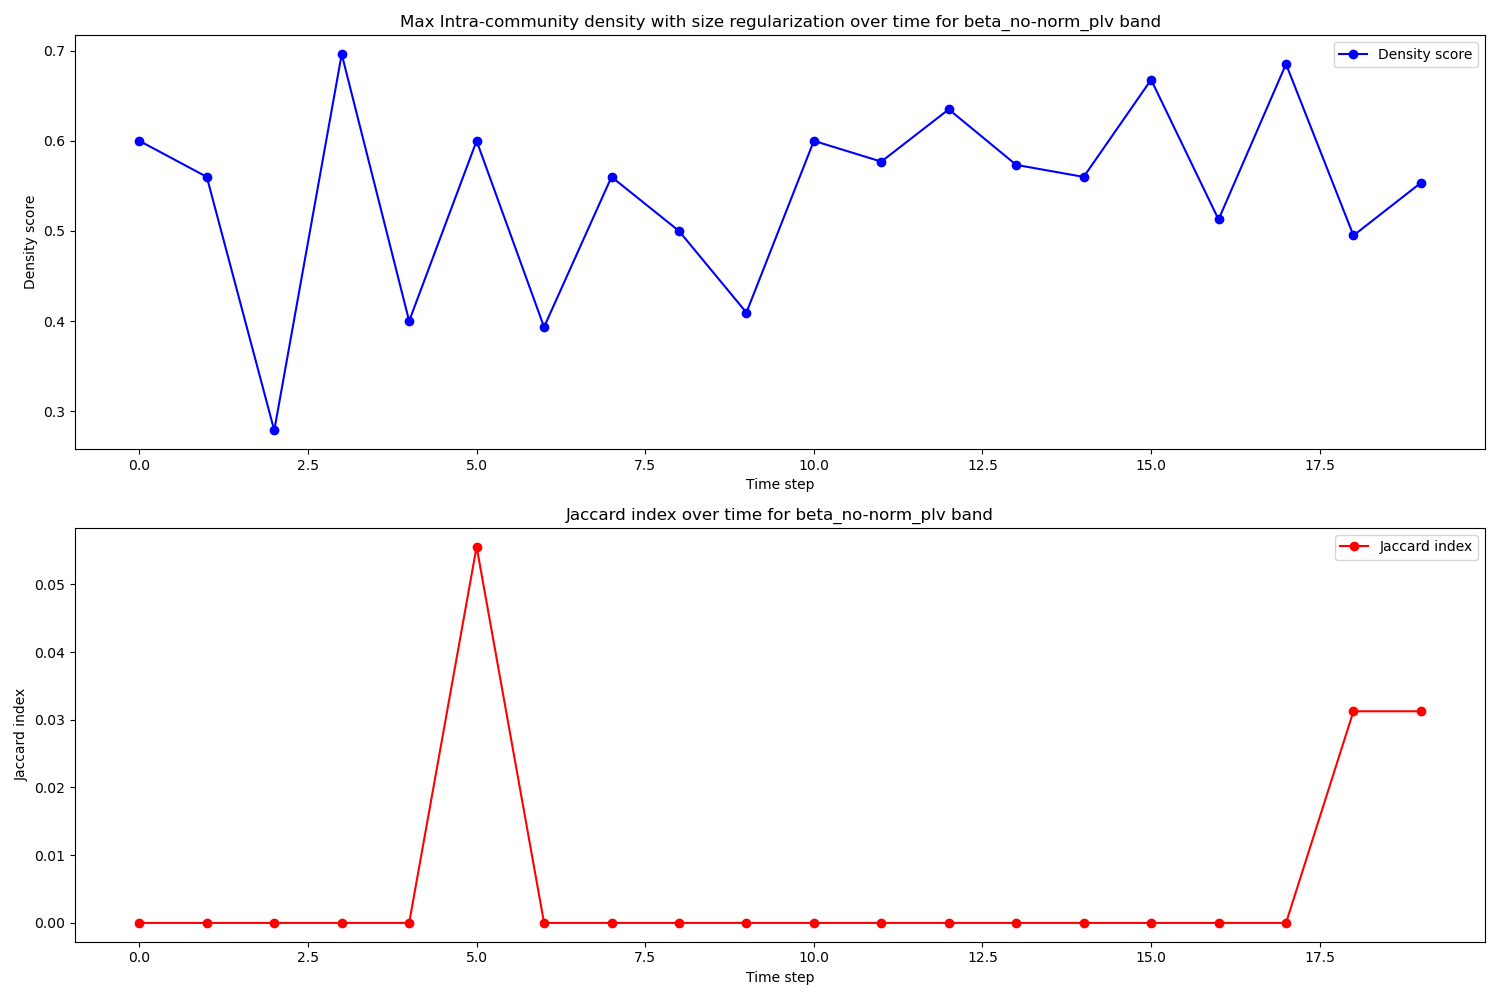 Max Intra-community density with size regularization over time for beta_no-norm_plv band
Density score
0.7
0.6
0.5
0.4
0.3
Density score
0.0 2.5 5.0 7.5 10.0 12.5 15.0 17.5
Time step
Jaccard index over time for beta_no-norm_plv band
Jaccard index
0.05
0.04
0.03
0.02
0.01
0.00
Jaccard index
0.0 2.5 5.0 7.5 10.0 12.5 15.0 17.5
Time step